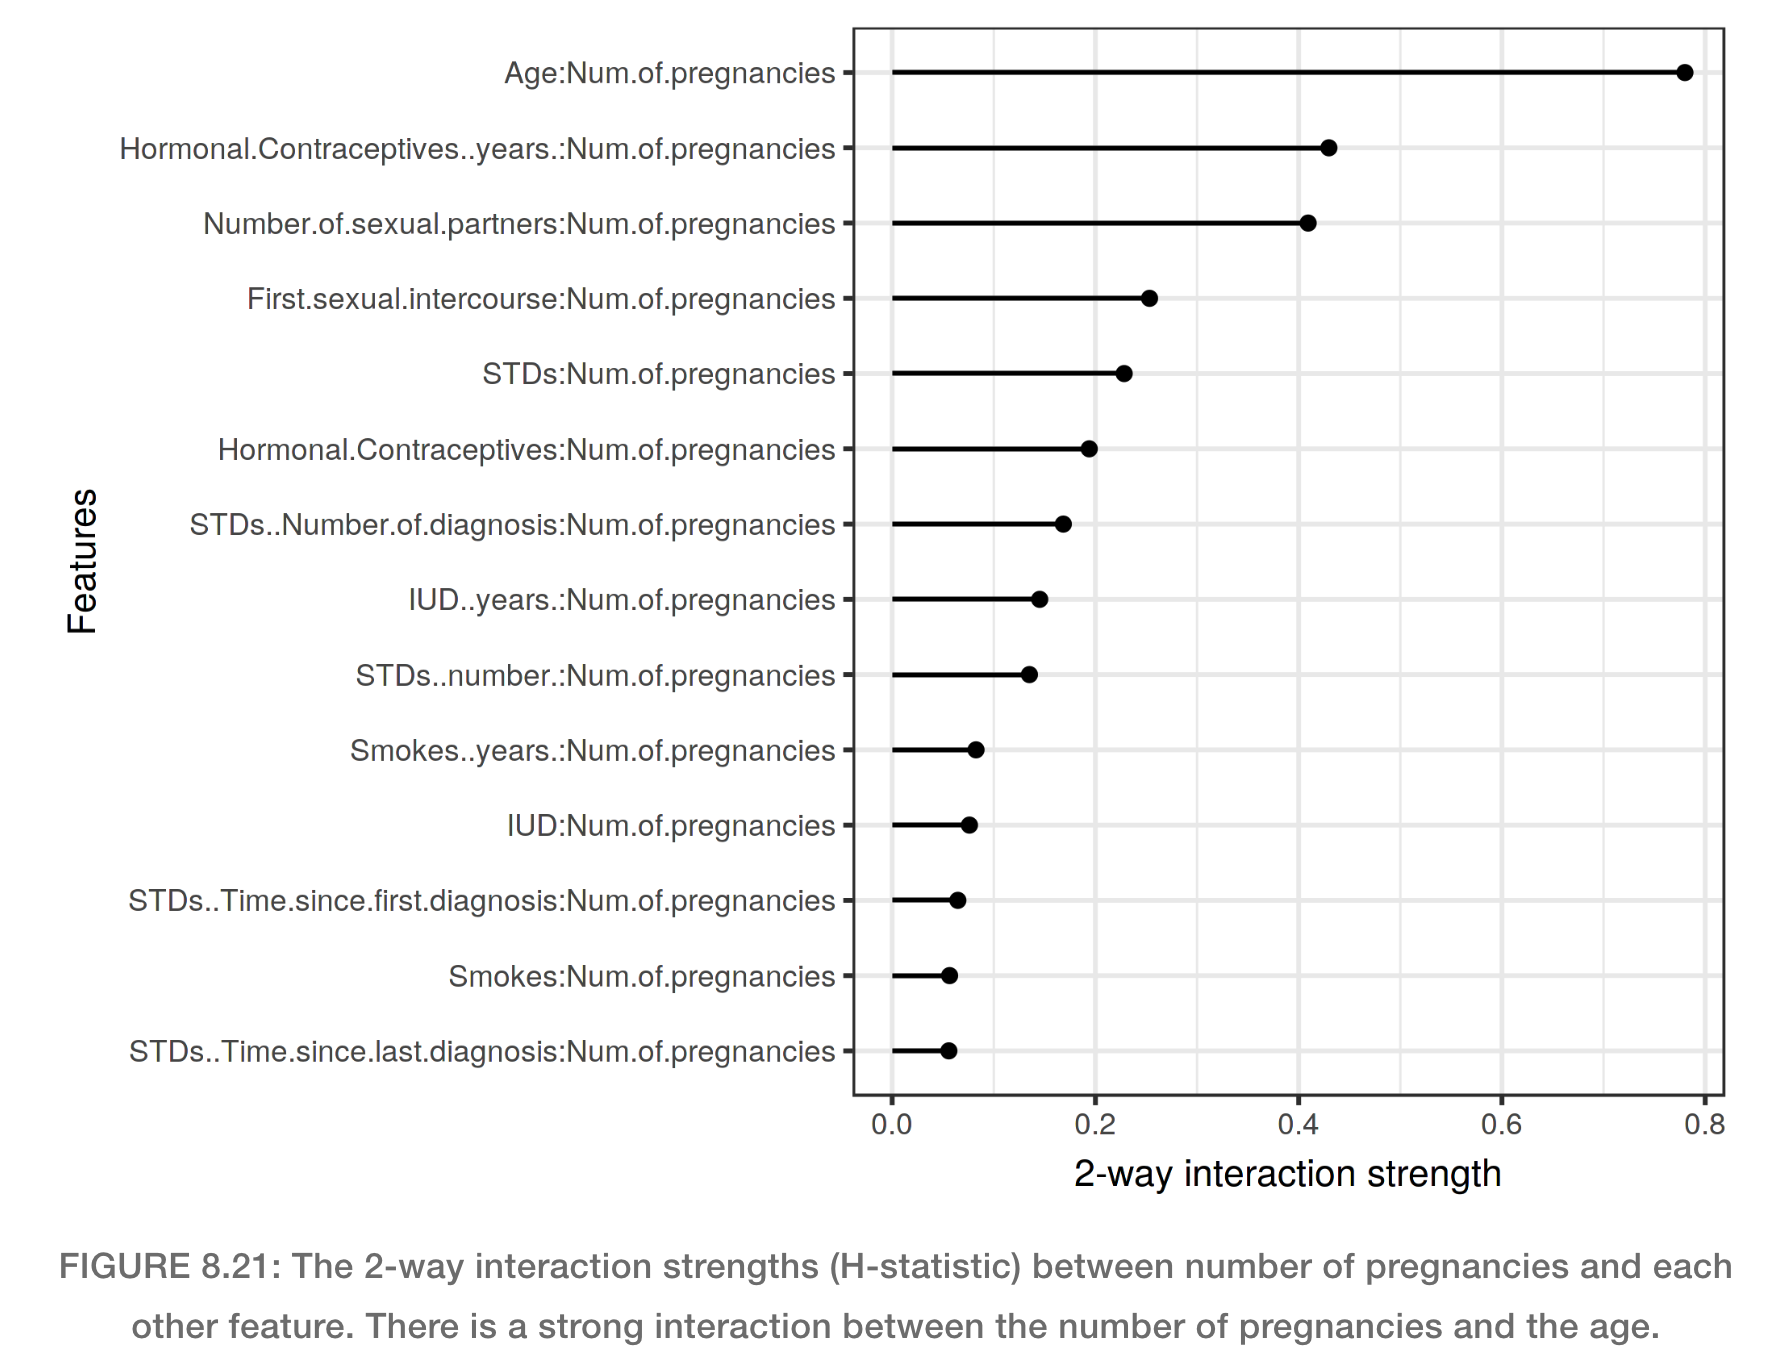 Age:Num.of.pregnancies
Hormonal.Contraceptives..years.:Num.of.pregnancies
Number.of.sexual.partners:Num.of.pregnancies
First.sexual.intercourse:Num.of.pregnancies
STDs:Num.of.pregnancies
Hormonal.Contraceptives:Num.of.pregnancies
STDs..Number.of.diagnosis:Num.of.pregnancies
IUD..years.:Num.of.pregnancies
STDs..number.:Num.of.pregnancies
Smokes..years.:Num.of.pregnancies
IUD:Num.of.pregnancies
STDs..Time.since.first.diagnosis:Num.of.pregnancies
Smokes:Num.of.pregnancies
STDs..Time.since.last.diagnosis:Num.of.pregnancies
Features
0.0 0.2 0.4 0.6 0.8
2-way interaction strength
FIGURE 8.21: The 2-way interaction strengths (H-statistic) between number of pregnancies and each
other feature. There is a strong interaction between the number of pregnancies and the age.